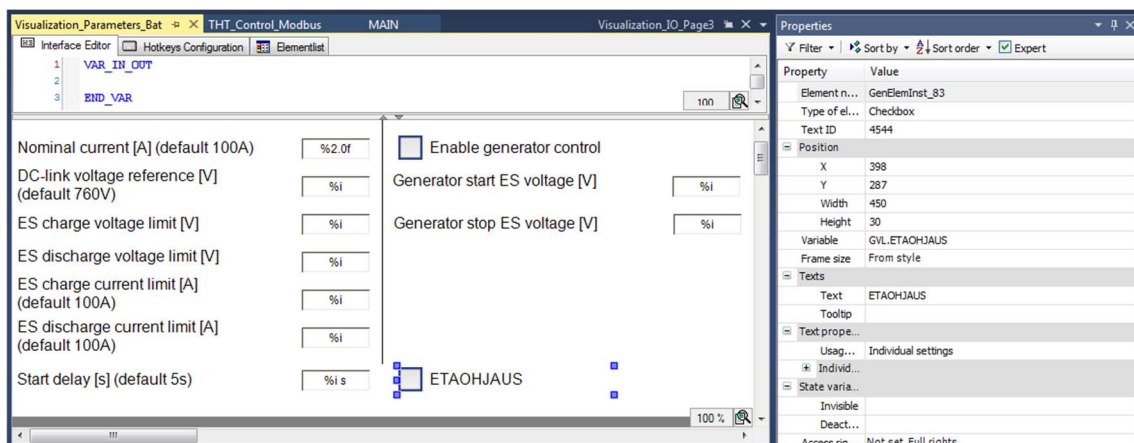 Visualization_Parameters_Bat THT_Control_Modbus MAIN Visualization_IO_Page3
Interface Editor Hotkeys Configuration Elementlist
1 VAR_IN_OUT
2
3 END_VAR
100
Nominal current [A] (default 100A) %2.0f
DC-link voltage reference [V]
(default 760V) %i
ES charge voltage limit [V] %i
ES discharge voltage limit [V] %i
ES charge current limit [A]
(default 100A) %i
ES discharge current limit [A]
(default 100A) %i
Start delay [s] (default 5s) %i s
Enable generator control
Generator start ES voltage [V] %i
Generator stop ES voltage [V] %i
ETAOHJAUS
100 %
Properties
Filter Sort by Sort order Expert
Property Value
Element n... GenElemInst_83
Type of el... Checkbox
Text ID 4544
Position
X 398
Y 287
Width 450
Height 30
Variable GVL.ETAOHJAUS
Frame size From style
Texts
Text ETAOHJAUS
Tooltip
Text prope...
Usag... Individual settings
Individ...
State varia...
Invisible
Deact...
Access rig... Not set. Full rights.